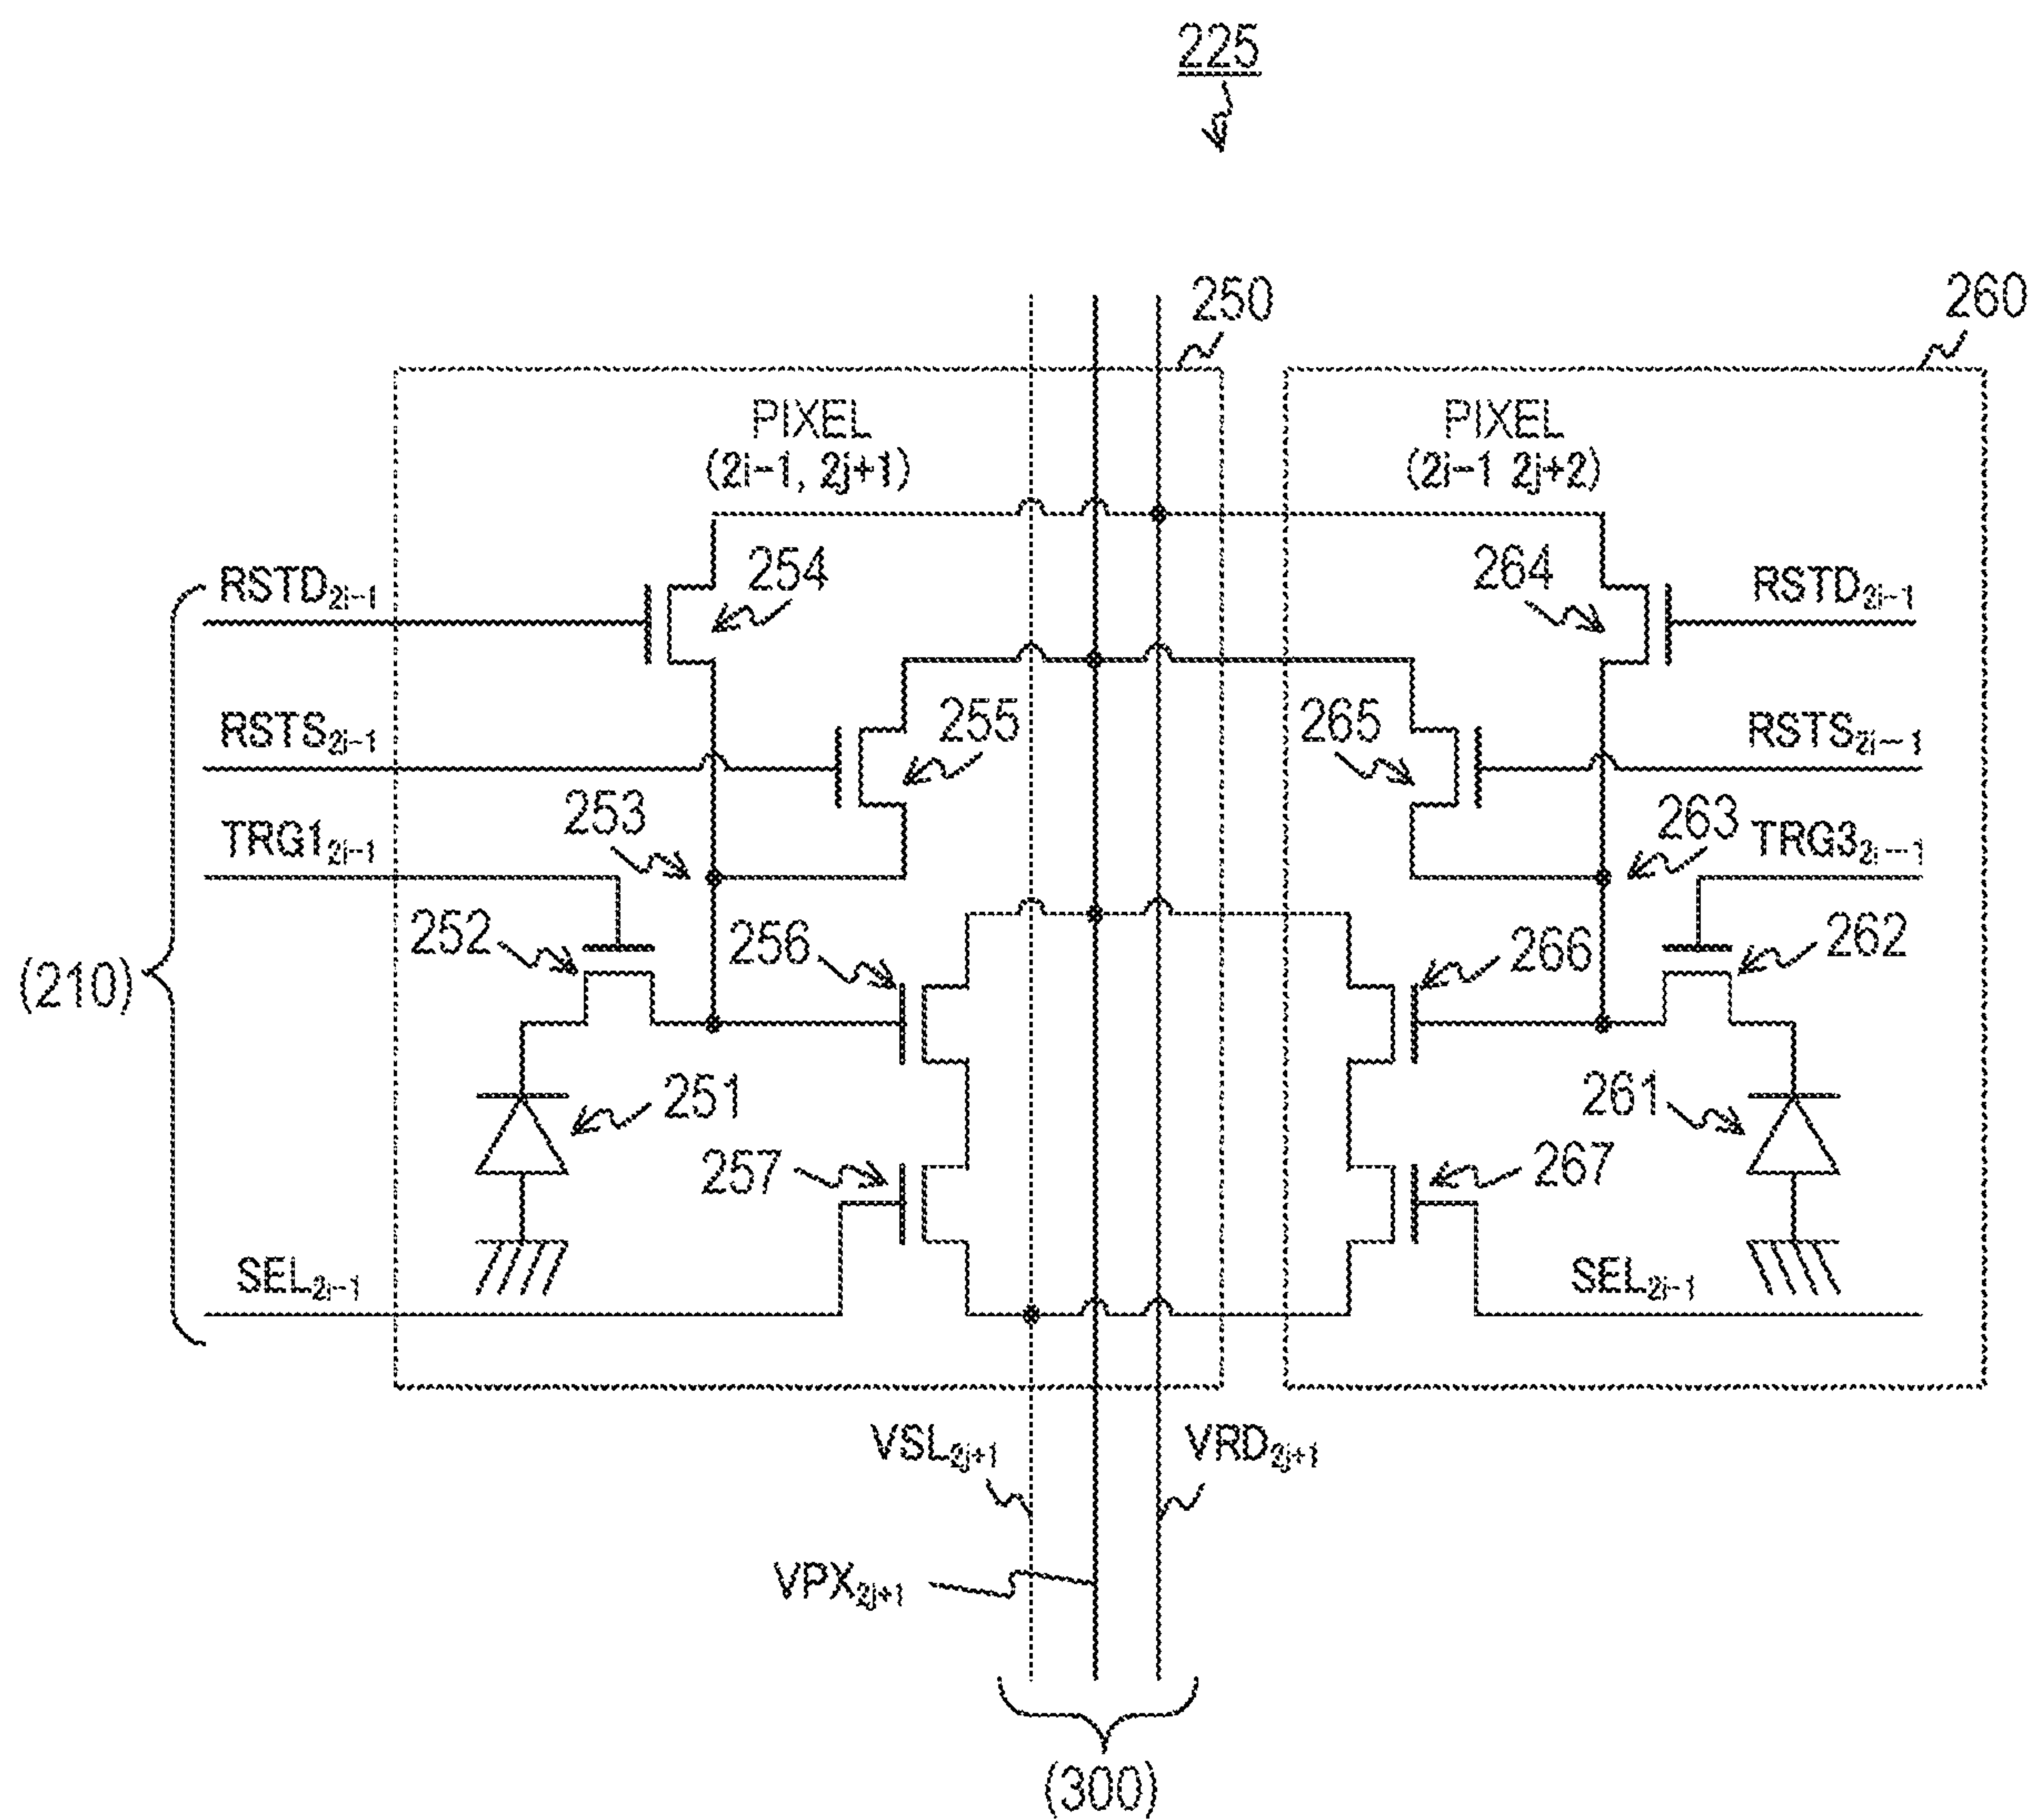 225
250
260
PIXEL
(2i-1, 2j+1)
PIXEL
(2i-1 2j+2)
RSTD2i-1
254
264
RSTD2i-1
RSTS2i-1
255
265
RSTS2i-1
TRG12i-1
253
263
TRG32i-1
252
256
266
262
(210)
251
261
257
267
SEL2i-1
SEL2i-1
VSL2j+1
VRD2j+1
VPX2j+1
(300)